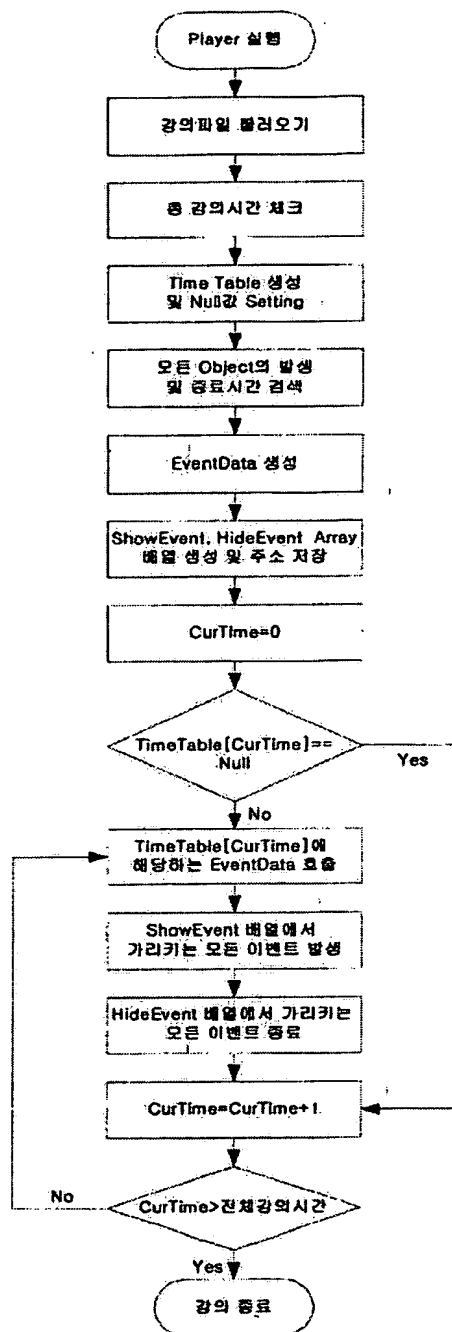 Player 실행
강의파일 불러오기
총 강의시간 체크
Time Table 생성
및 Null값 Setting
모든 Object의 발생
및 종료시간 검색
EventData 생성
ShowEvent, HideEvent Array
배열 생성 및 주소 저장
CurTime=0
TimeTable[CurTime]==
Null
Yes
No
TimeTable[CurTime]에
해당하는 EventData 호출
ShowEvent 배열에서
가리키는 모든 이벤트 발생
HideEvent 배열에서 가리키는
모든 이벤트 종료
CurTime=CurTime+1
No
CurTime>전체강의시간
Yes
강의 종료